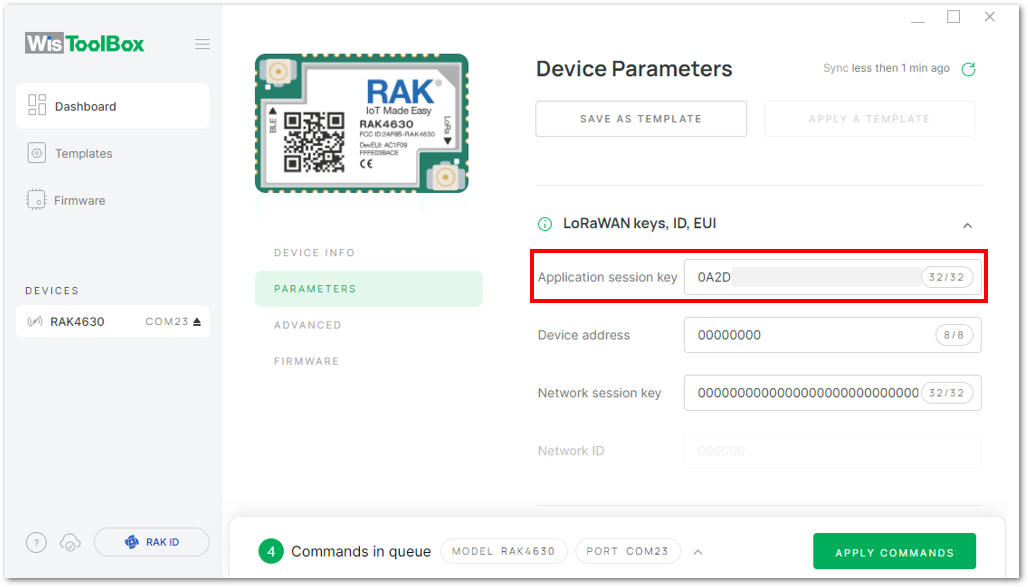 WisToolBox
Dashboard
Templates
Firmware
DEVICES
RAK4630 COM23
?
RAK ID
RAK®
IoT Made Easy
RAK4630
FCC ID:2AF6B-RAK4630
DevEUI: AC1F09
FFFE03BACE
CE
BLE
LoRa
DEVICE INFO
PARAMETERS
ADVANCED
FIRMWARE
Device Parameters
Sync less then 1 min ago
SAVE AS TEMPLATE
APPLY A TEMPLATE
LoRaWAN keys, ID, EUI
Application session key 0A2D 32/32
Device address 00000000 8/8
Network session key 32/32
Network ID 000000
4 Commands in queue MODEL RAK4630 PORT COM23
APPLY COMMANDS